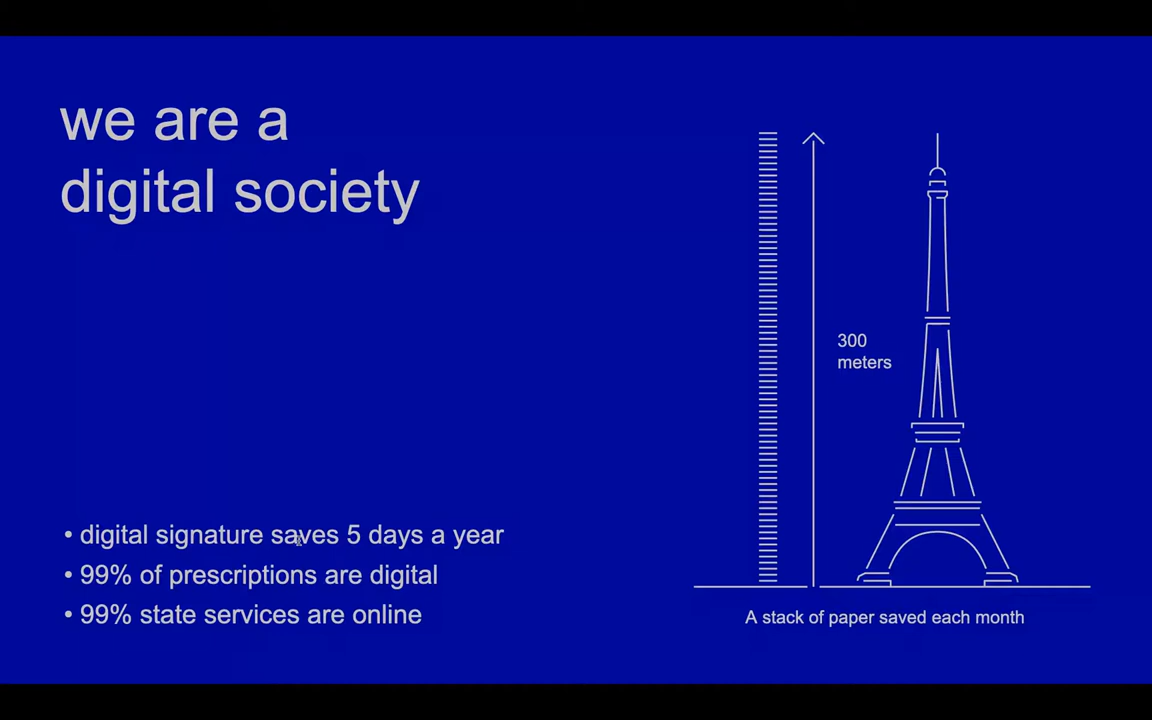 we are a
digital society
300
meters
• digital signature saves 5 days a year
• 99% of prescriptions are digital
• 99% state services are online
A stack of paper saved each month